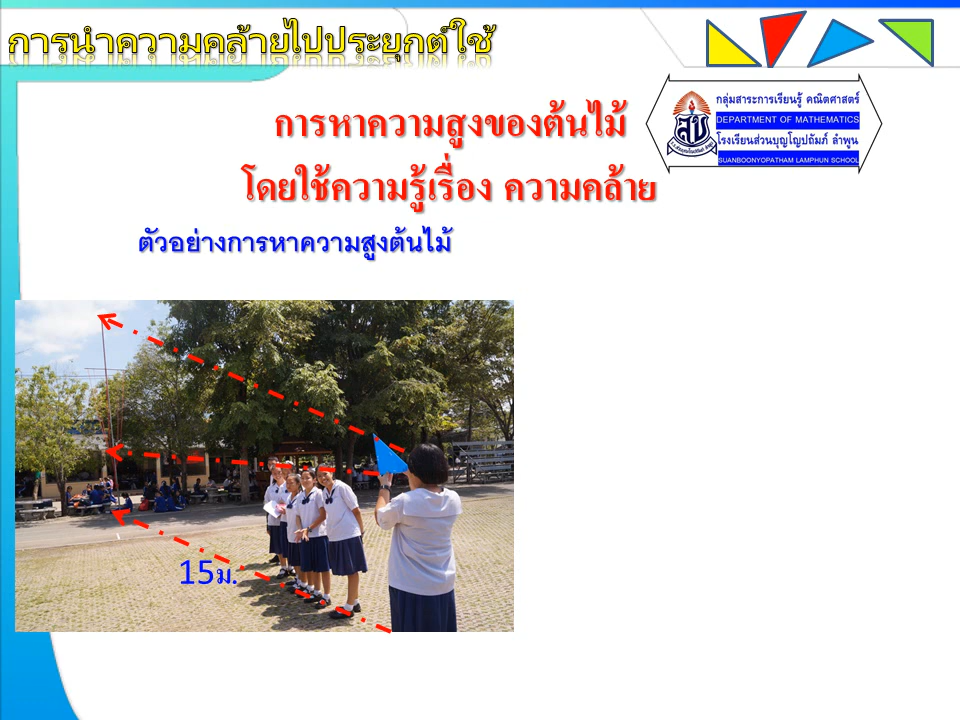 การนำความคล้ายไปประยุกต์ใช้
กลุ่มสาระการเรียนรู้ คณิตศาสตร์
DEPARTMENT OF MATHEMATICS
โรงเรียนส่วนบุญโญปถัมภ์ ลำพูน
SUANBOONYOPATHAM LAMPHUN SCHOOL
การหาความสูงของต้นไม้
โดยใช้ความรู้เรื่อง ความคล้าย
ตัวอย่างการหาความสูงต้นไม้
15ม.